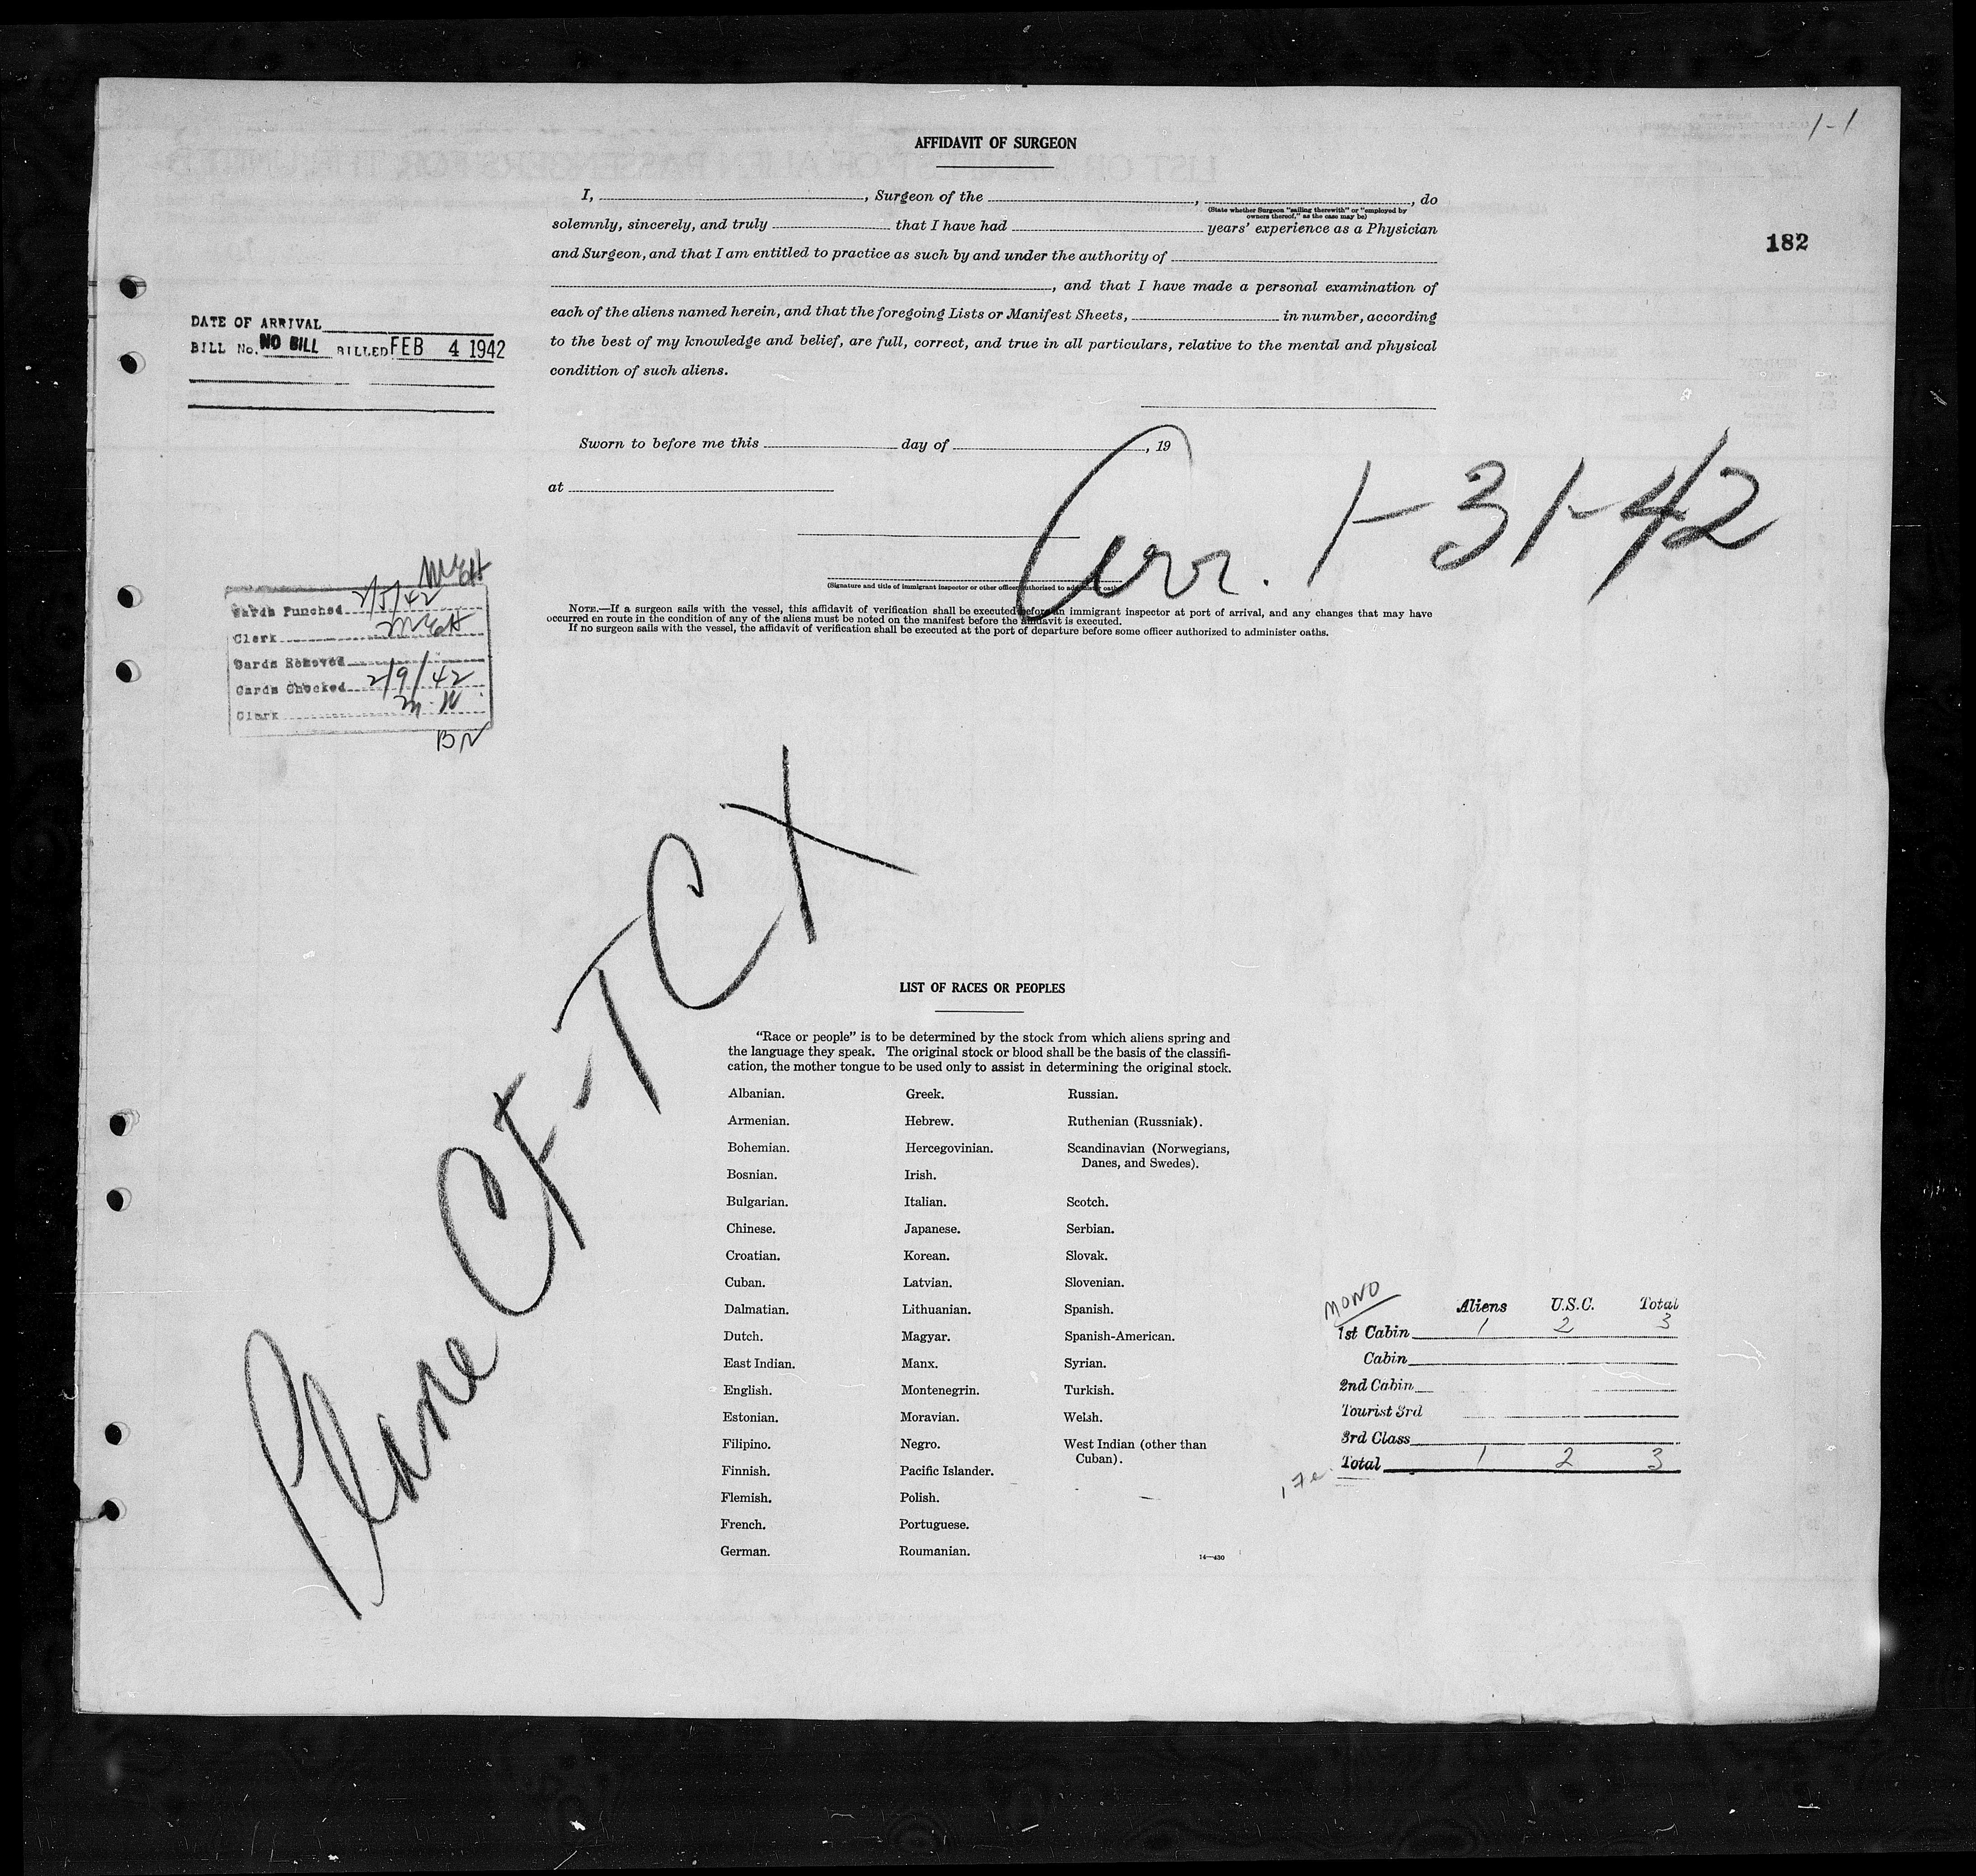 1-1
AFFIDAVIT OF SURGEON
I, , Surgeon of the , , do
(State whether Surgeon "sailing therewith" or "employed by
owners thereof," as the case may be)
solemnly, sincerely, and truly that I have had years' experience as a Physician
182
and Surgeon, and that I am entitled to practice as such by and under the authority of
, and that I have made a personal examination of
each of the aliens named herein, and that the foregoing Lists or Manifest Sheets, in number, according
to the best of my knowledge and belief, are full, correct, and true in all particulars, relative to the mental and physical
condition of such aliens.
DATE OF ARRIVAL
BILL No. NO BILL BILLED FEB 4 1942
Sworn to before me this day of , 19
at
Arr. 1-31-42
(Signature and title of immigrant inspector or other officer authorized to
NOTE.—If a surgeon sails with the vessel, this affidavit of verification shall be executed before an immigrant inspector at port of arrival, and any changes that may have
occurred en route in the condition of any of the aliens must be noted on the manifest before the affidavit is executed.
If no surgeon sails with the vessel, the affidavit of verification shall be executed at the port of departure before some officer authorized to administer oaths.
MEH
Cards Punched 2/5/42
Clerk MEH
Cards Removed
Cards Checked 2/9/42
Clerk M.N
BN
Plane CF-TCX
LIST OF RACES OR PEOPLES
"Race or people" is to be determined by the stock from which aliens spring and
the language they speak. The original stock or blood shall be the basis of the classifi-
cation, the mother tongue to be used only to assist in determining the original stock.
Albanian. Greek. Russian.
Armenian. Hebrew. Ruthenian (Russniak).
Bohemian. Hercegovinian. Scandinavian (Norwegians,
Danes, and Swedes).
Bosnian. Irish.
Bulgarian. Italian. Scotch.
Chinese. Japanese. Serbian.
Croatian. Korean. Slovak.
Cuban. Latvian. Slovenian.
Dalmatian. Lithuanian. Spanish.
Dutch. Magyar. Spanish-American.
East Indian. Manx. Syrian.
English. Montenegrin. Turkish.
Estonian. Moravian. Welsh.
Filipino. Negro. West Indian (other than
Cuban).
Finnish. Pacific Islander.
Flemish. Polish.
French. Portuguese.
German. Roumanian.
14—430
MONO
Aliens U.S.C. Total
1st Cabin 1 2 3
Cabin
2nd Cabin
Tourist 3rd
3rd Class
Total 1 2 3